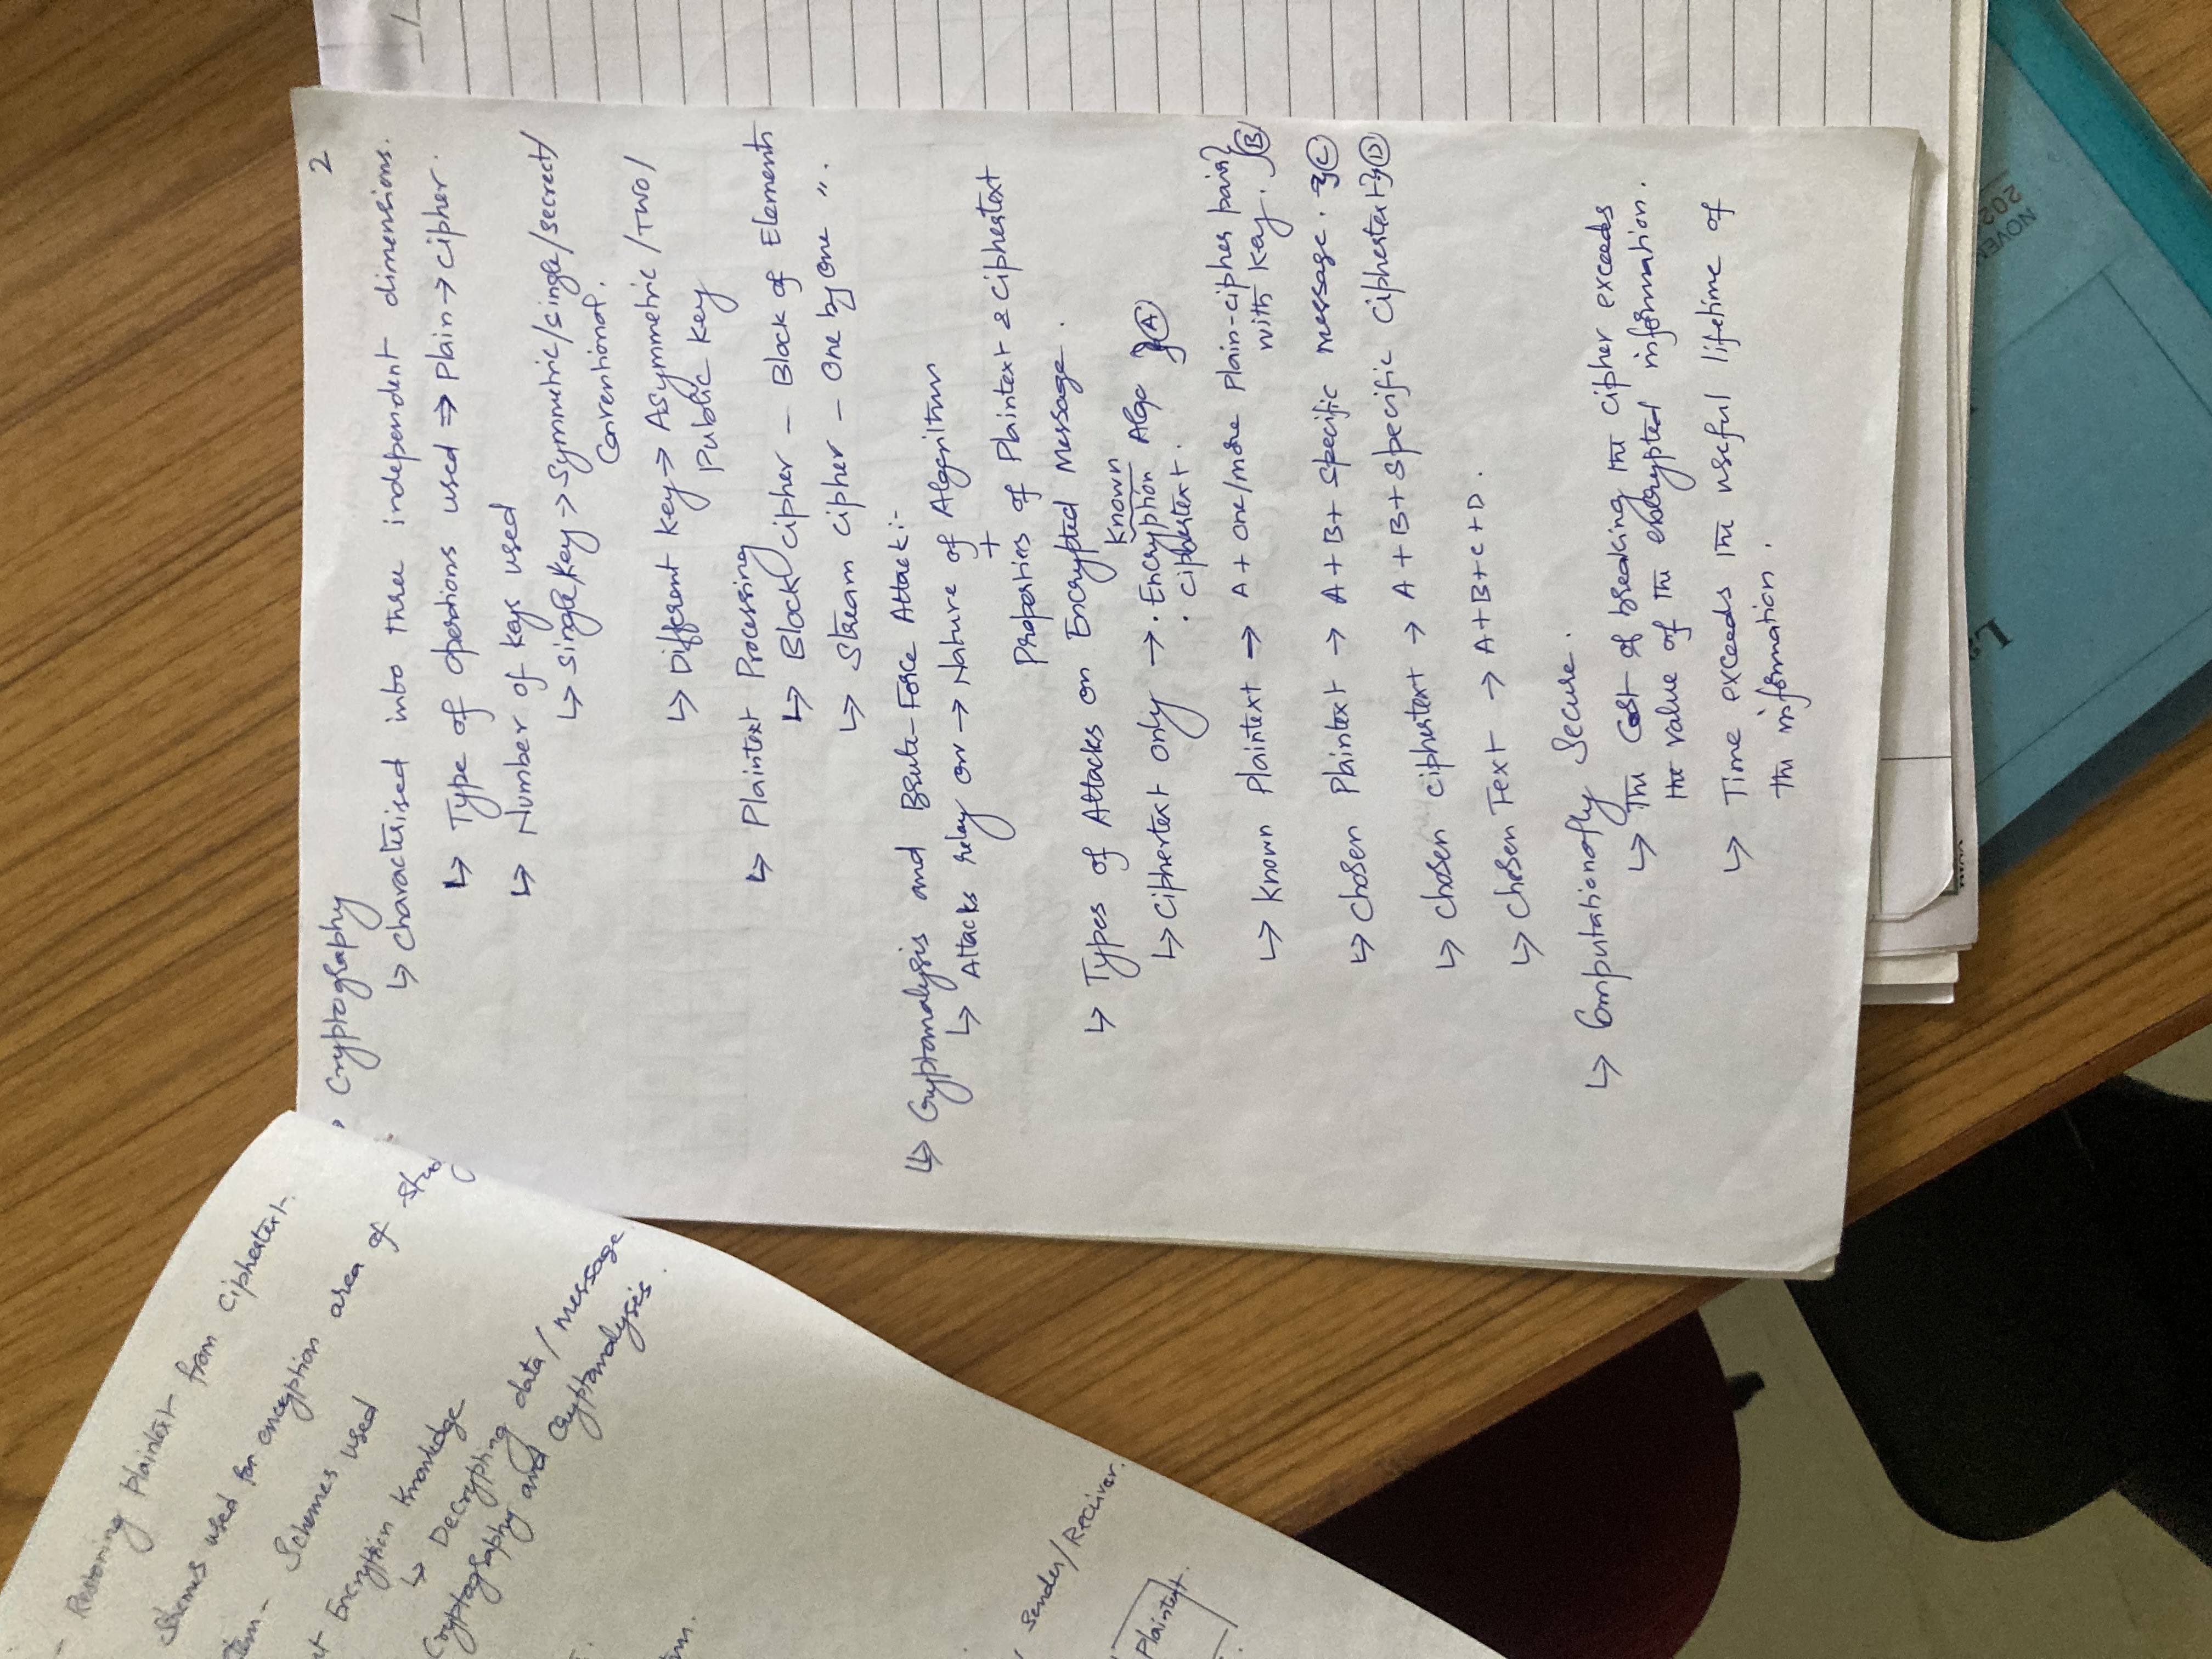 - Restoring Plaintext from Ciphertext.
Schemes used for encryption area of stu
tem - Schemes used
nt Encryption Knowledge
↳ Decrypting data / message
Cryptography and cryptanalysis.
Sender/Reciver.
Plaintext.
2
Cryptography
↳ Characterised into three independent dimensions.
↳ Type of operations used ⇒ Plain → cipher.
↳ Number of keys used
↳ Single key → Symmetric/single/secrect/
Conventional.
↳ Different key → Asymmetric / Two /
Public key
↳ Plaintext Processing
↳ Block cipher - Block of Elements
↳ Stream cipher - One by One ".
↳ Cryptanalysis and Brute-Force Attack:-
↳ Attacks relay on → Nature of Algorithm
+
Properties of Plaintext & Ciphertext
↳ Types of Attacks on Encrypted Message.
Known
↳ Ciphertext only → · Encryption Algo } A
· Ciphertext.
↳ Known Plaintext → A + one/more Plain-cipher pair }
with Key. B
↳ Chosen Plaintext → A + B + Specific message. } C
↳ Chosen Ciphertext → A + B + Specific Ciphertext } D
↳ Chosen Text → A + B + C + D.
↳ Computationally Secure.
↳ The Cost of breaking the cipher exceeds
the value of the encrypted information.
↳ Time exceeds the useful lifetime of
the information.
NOVEM
202